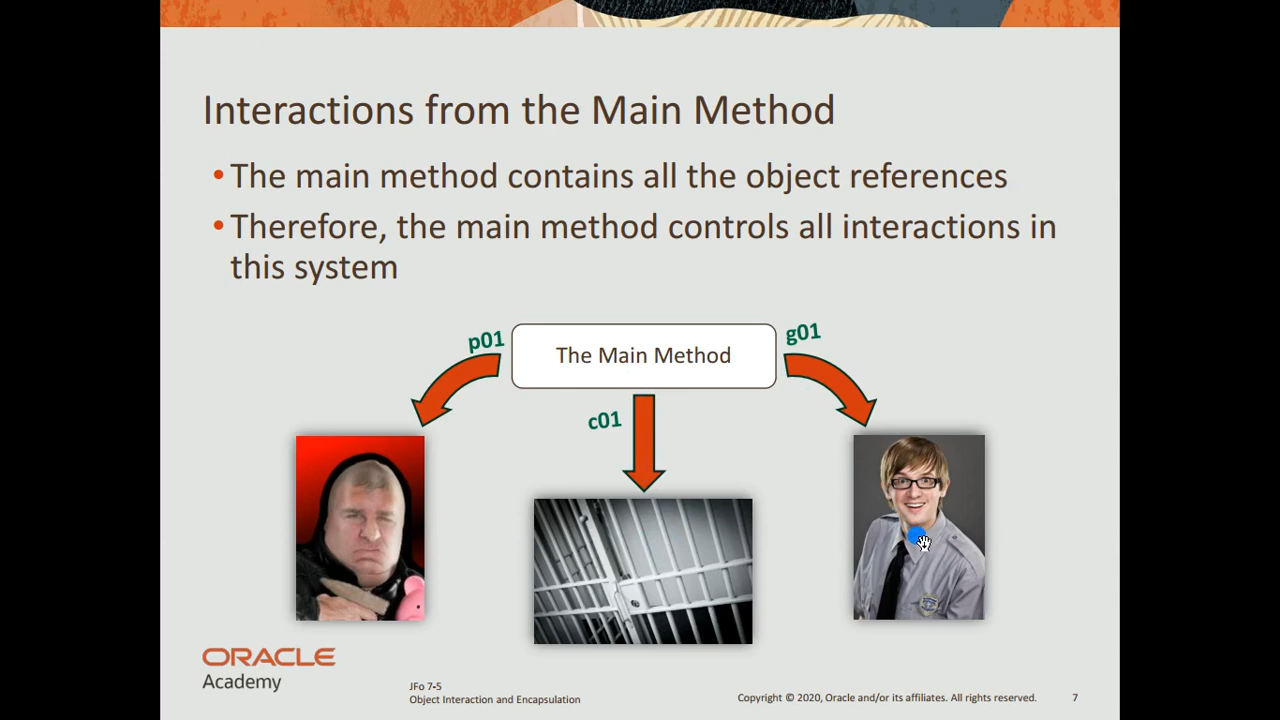 Interactions from the Main Method
• The main method contains all the object references
• Therefore, the main method controls all interactions in
this system
p01
The Main Method
g01
c01
ORACLE
Academy
JFo 7-5
Object Interaction and Encapsulation
Copyright © 2020, Oracle and/or its affiliates. All rights reserved.
7